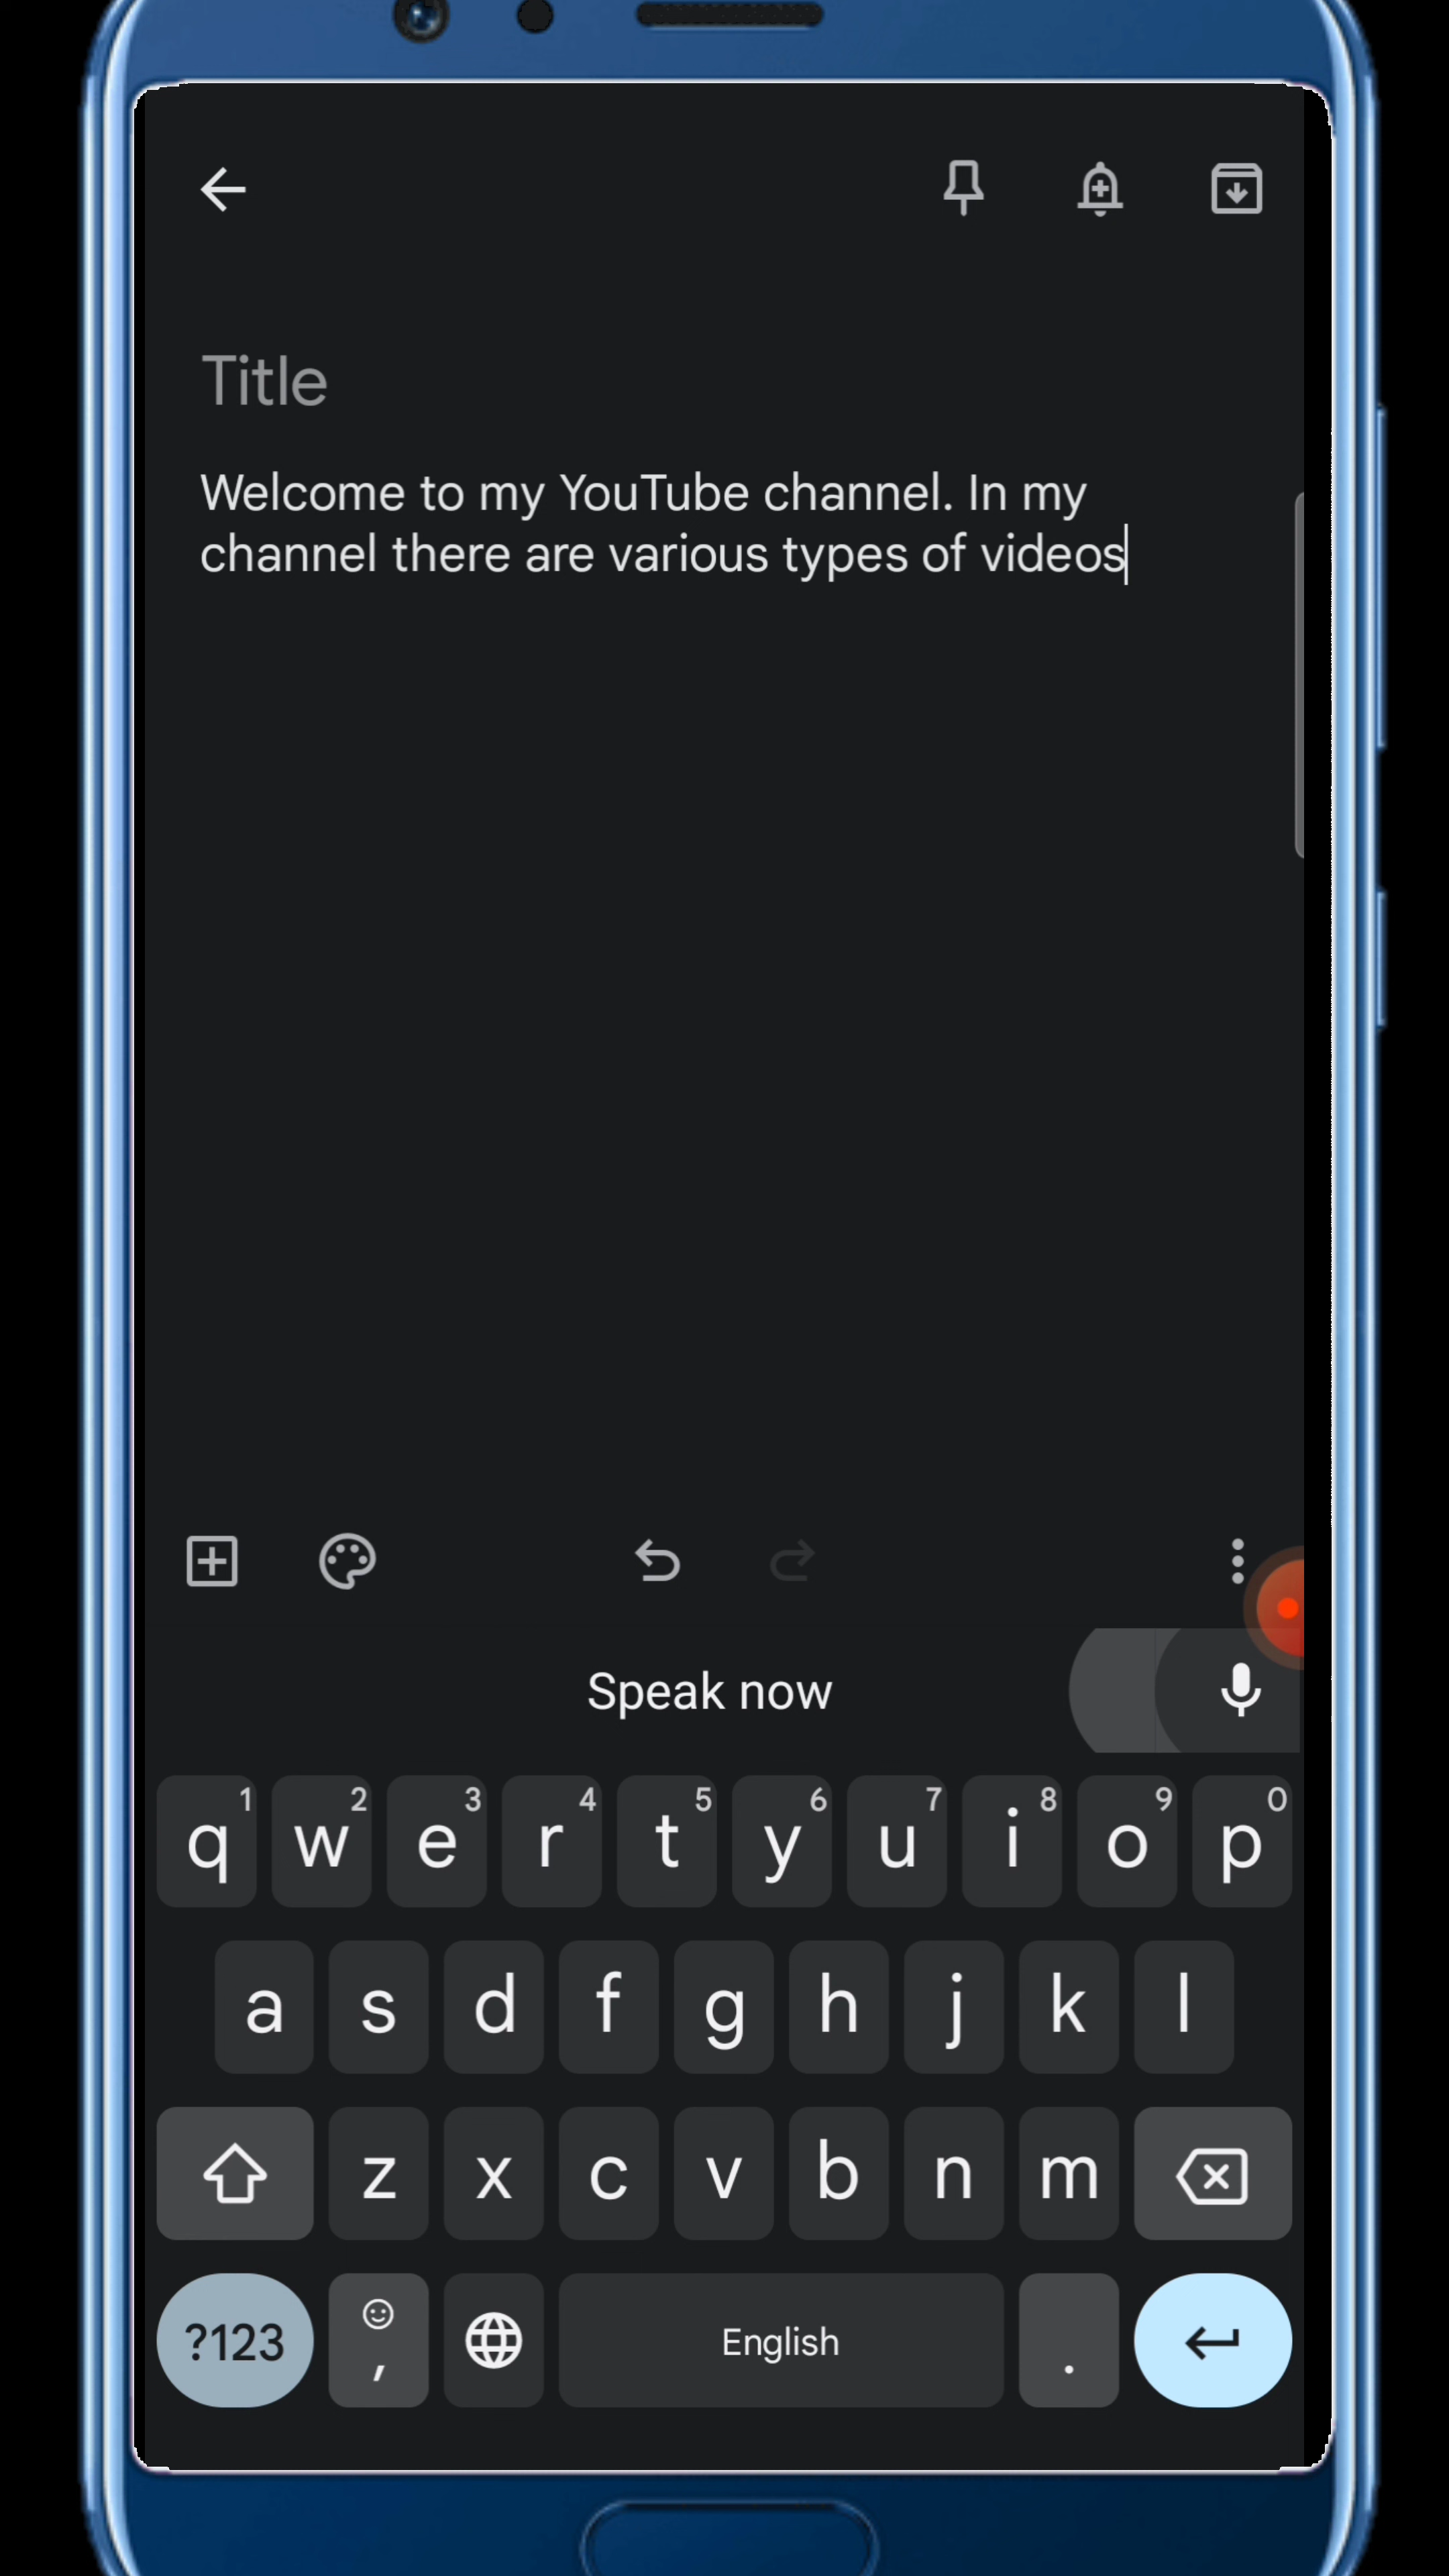 Title
Welcome to my YouTube channel. In my
channel there are various types of videos
Speak now
1 2 3 4 5 6 7 8 9 0
q w e r t y u i o p
a s d f g h j k l
z x c v b n m
?123 , English .